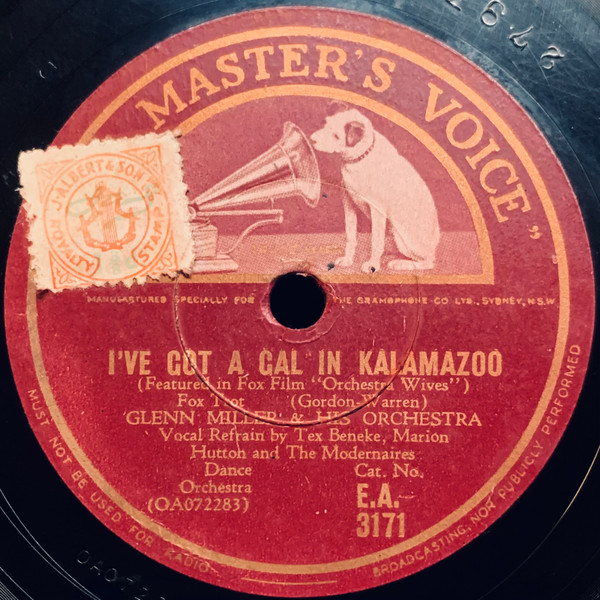 MASTER'S VOICE"
J. ALBERT & SON
ROYALTY STAMP
MANUFACTURED SPECIALLY FOR THE GRAMOPHONE CO LTD., SYDNEY, N.S.W
I'VE GOT A GAL IN KALAMAZOO
(Featured in Fox Film "Orchestra Wives")
Fox Trot (Gordon-Warren)
GLENN MILLER & HIS ORCHESTRA
Vocal Refrain by Tex Beneke, Marion
Hutton and The Modernaires
Dance Cat. No.
Orchestra E.A.-
(OA072283) 3171
MUST NOT BE USED FOR RADIO BROADCASTING, NOR PUBLICLY PERFORMED